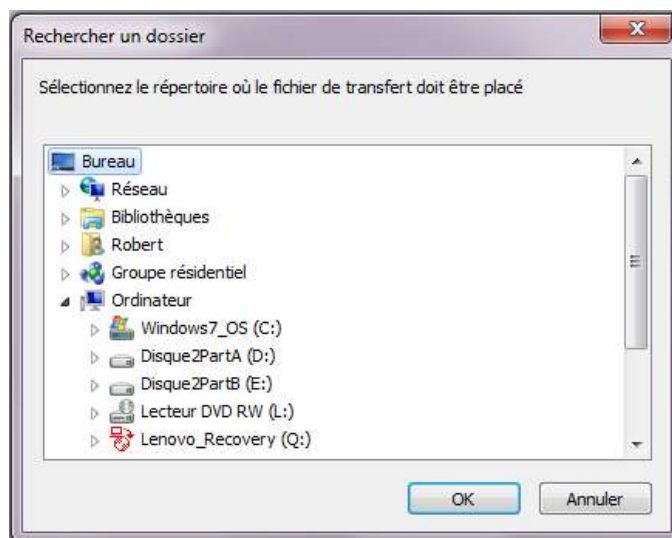 Rechercher un dossier
Sélectionnez le répertoire où le fichier de transfert doit être placé
Bureau
Réseau
Bibliothèques
Robert
Groupe résidentiel
Ordinateur
Windows7_OS (C:)
Disque2PartA (D:)
Disque2PartB (E:)
Lecteur DVD RW (L:)
Lenovo_Recovery (Q:)
OK Annuler